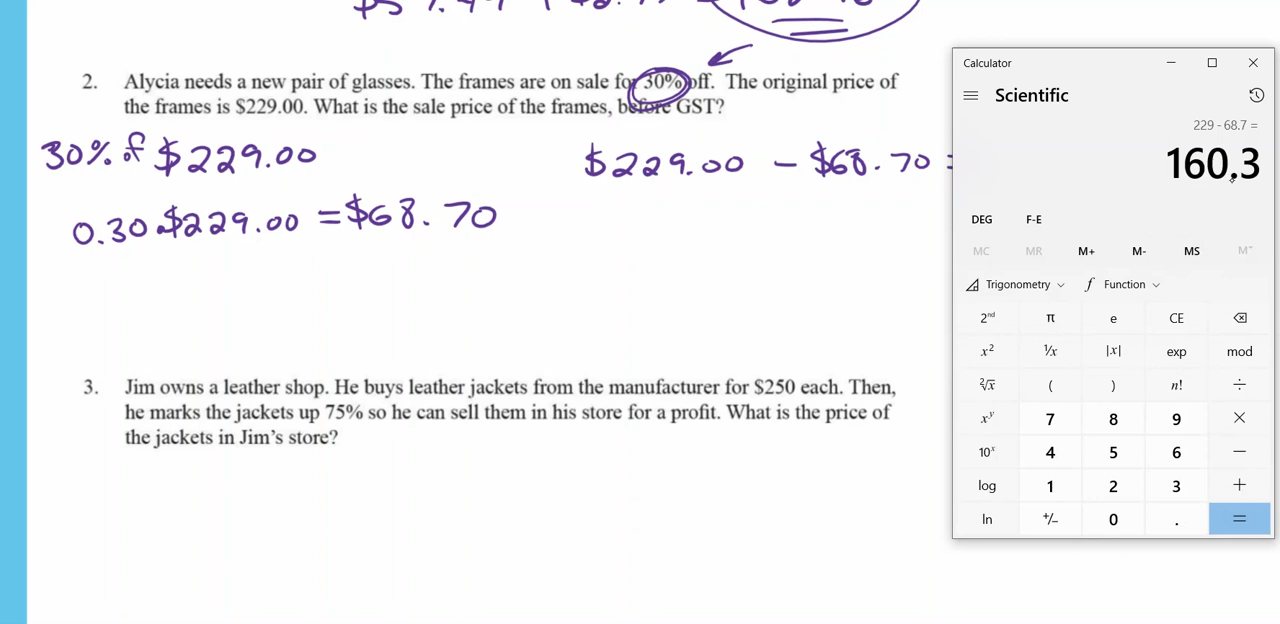 2. Alycia needs a new pair of glasses. The frames are on sale for 30% off. The original price of
the frames is $229.00. What is the sale price of the frames, before GST?
30% of $229.00
$229.00 - $68.70 =
0.30 · $229.00 = $68.70
3. Jim owns a leather shop. He buys leather jackets from the manufacturer for $250 each. Then,
he marks the jackets up 75% so he can sell them in his store for a profit. What is the price of
the jackets in Jim's store?
Calculator
Scientific
229 - 68.7 =
160.3
DEG F-E
MC MR M+ M- MS M˅
Trigonometry Function
2ⁿᵈ π e CE
x² ¹/x |x| exp mod
²√x ( ) n! ÷
xʸ 7 8 9 ×
10ˣ 4 5 6 −
log 1 2 3 +
ln +/− 0 . =